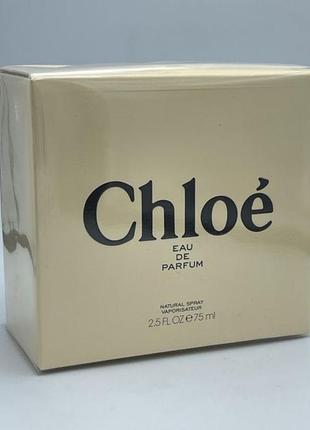 Chloé
EAU
DE
PARFUM
NATURAL SPRAY
VAPORISATEUR
2.5 FL OZ ℮ 75 ml